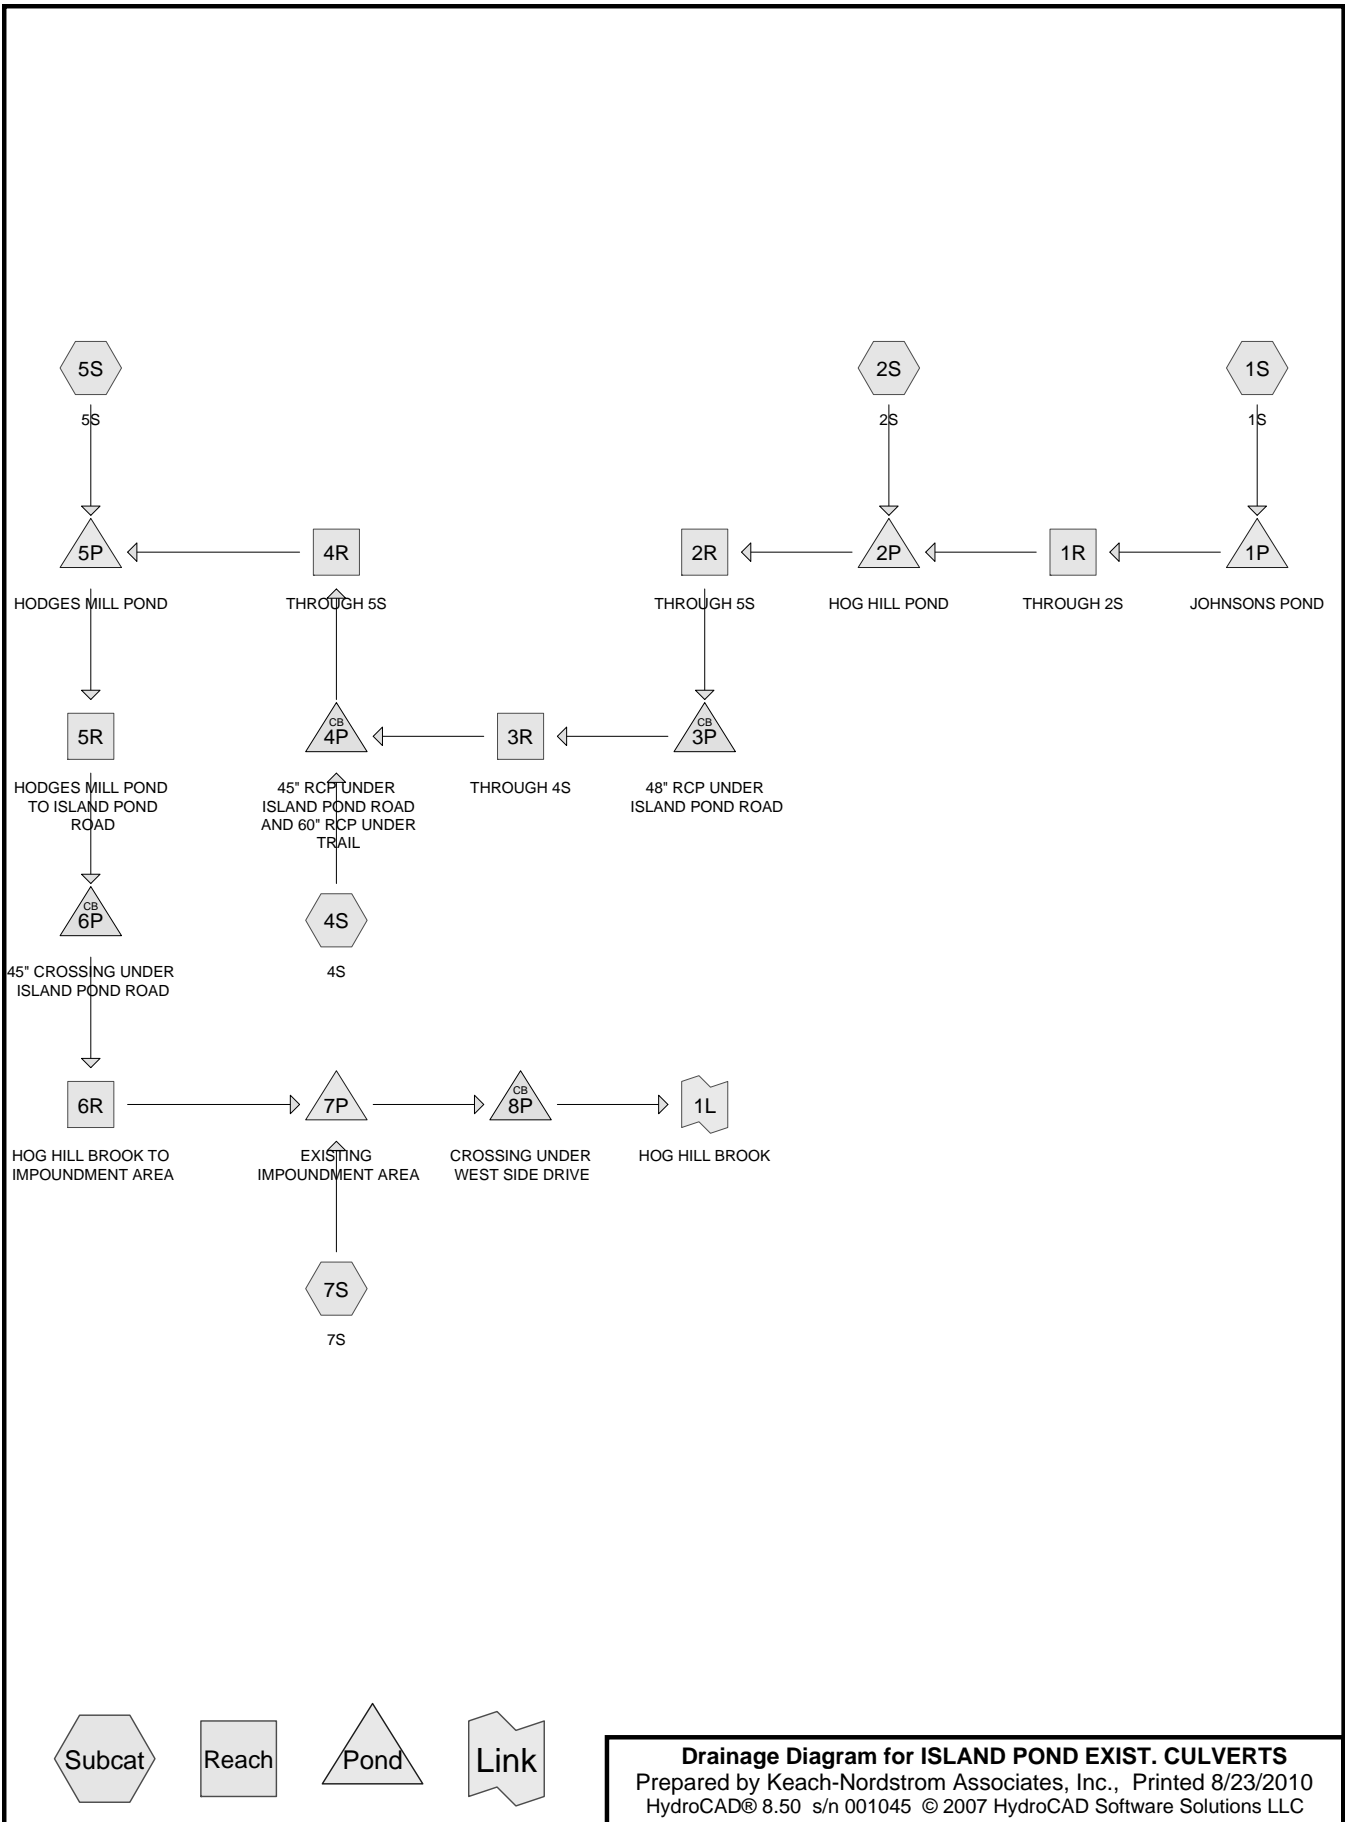 5S
5S
2S
2S
1S
1S
5P
HODGES MILL POND
4R
THROUGH 5S
2R
THROUGH 5S
2P
HOG HILL POND
1R
THROUGH 2S
1P
JOHNSONS POND
5R
HODGES MILL POND
TO ISLAND POND
ROAD
CB
4P
45" RCP UNDER
ISLAND POND ROAD
AND 60" RCP UNDER
TRAIL
3R
THROUGH 4S
CB
3P
48" RCP UNDER
ISLAND POND ROAD
CB
6P
45" CROSSING UNDER
ISLAND POND ROAD
4S
4S
6R
HOG HILL BROOK TO
IMPOUNDMENT AREA
7P
EXISTING
IMPOUNDMENT AREA
CB
8P
CROSSING UNDER
WEST SIDE DRIVE
1L
HOG HILL BROOK
7S
7S
Subcat
Reach
Pond
Link
Drainage Diagram for ISLAND POND EXIST. CULVERTS
Prepared by Keach-Nordstrom Associates, Inc., Printed 8/23/2010
HydroCAD® 8.50 s/n 001045 © 2007 HydroCAD Software Solutions LLC